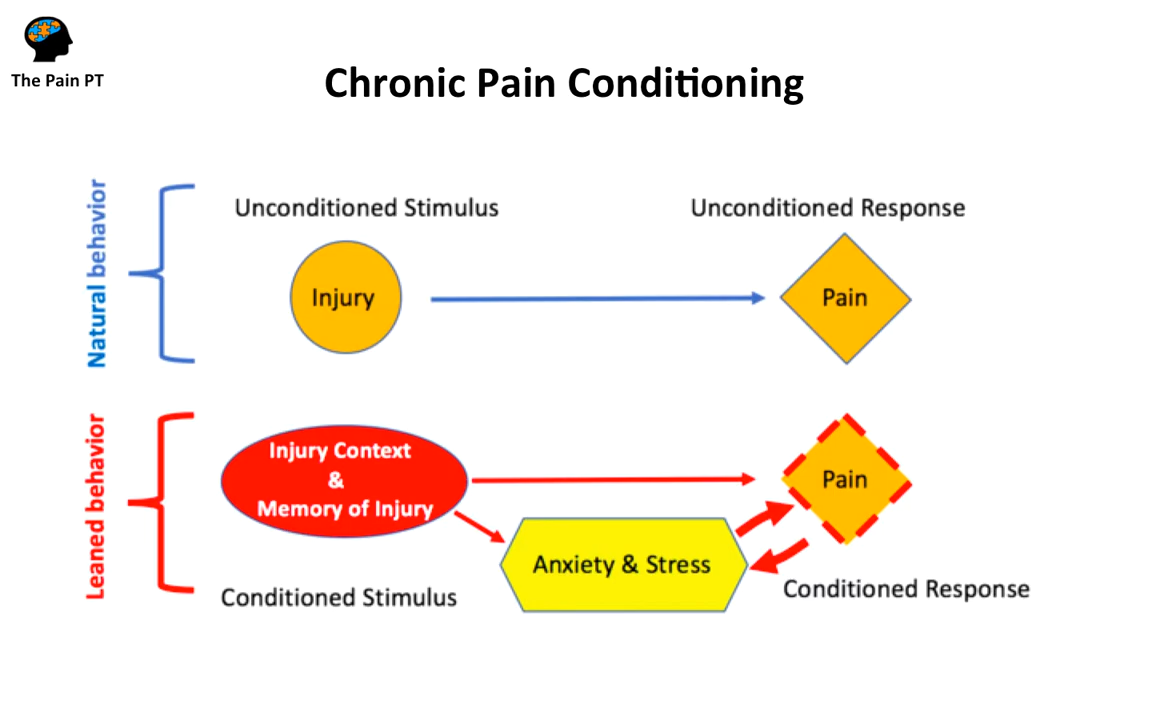 The Pain PT
Chronic Pain Conditioning
Natural behavior
Unconditioned Stimulus
Unconditioned Response
Injury
Pain
Leaned behavior
Injury Context
&
Memory of Injury
Pain
Anxiety & Stress
Conditioned Stimulus
Conditioned Response